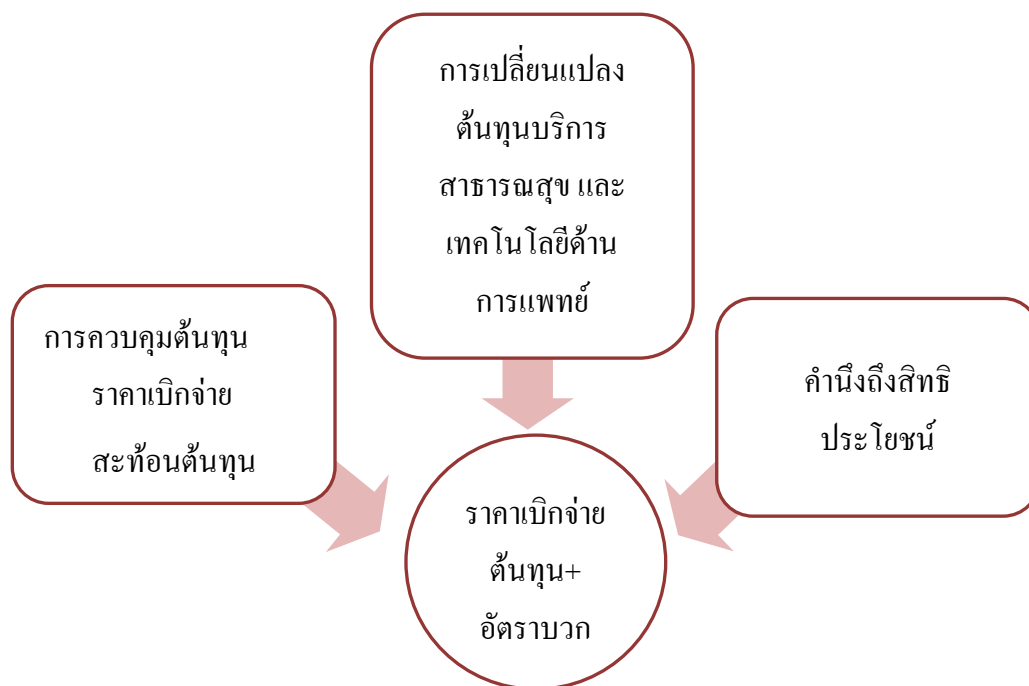 การเปลี่ยนแปลง
ต้นทุนบริการ
สาธารณสุข และ
เทคโนโลยีด้าน
การแพทย์
การควบคุมต้นทุน
ราคาเบิกจ่าย
สะท้อนต้นทุน
คำนึงถึงสิทธิ
ประโยชน์
ราคาเบิกจ่าย
ต้นทุน+
อัตราบวก